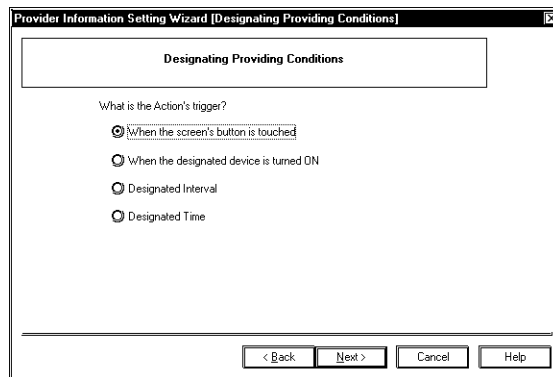 Provider Information Setting Wizard [Designating Providing Conditions]
Designating Providing Conditions
What is the Action's trigger?
When the screen's button is touched
When the designated device is turned ON
Designated Interval
Designated Time
< Back Next > Cancel Help